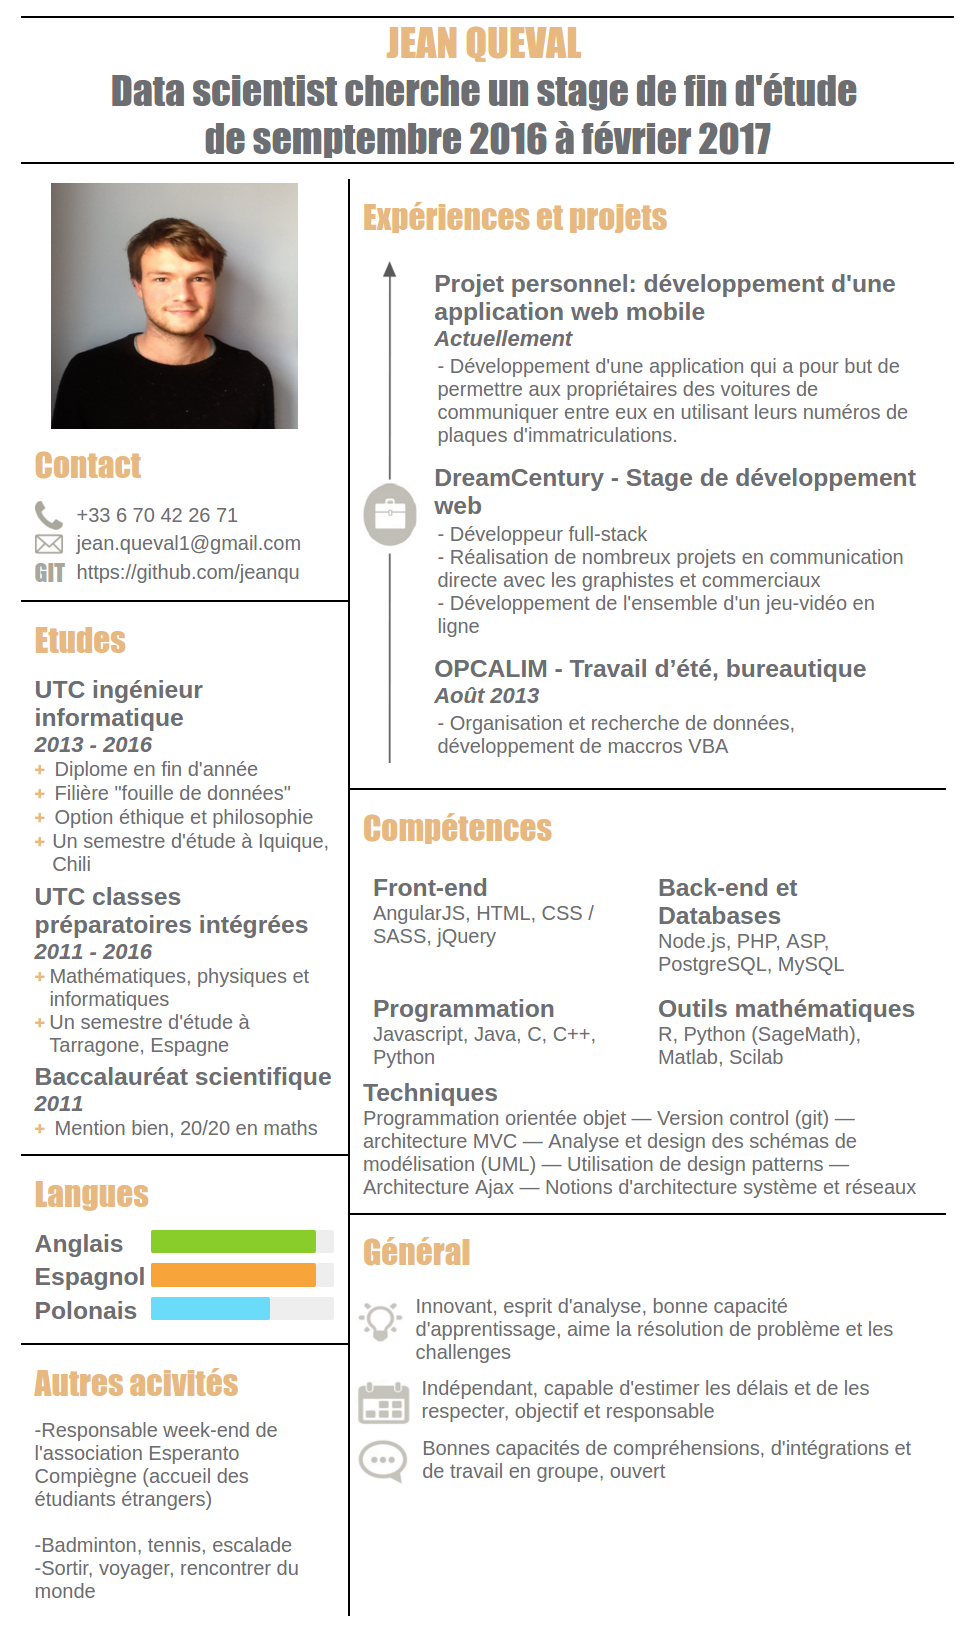 JEAN QUEVAL
Data scientist cherche un stage de fin d'étude
de semptembre 2016 à février 2017
Contact
+33 6 70 42 26 71
jean.queval1@gmail.com
GIT https://github.com/jeanqu
Etudes
UTC ingénieur
informatique
2013 - 2016
+ Diplome en fin d'année
+ Filière "fouille de données"
+ Option éthique et philosophie
+ Un semestre d'étude à Iquique,
Chili
UTC classes
préparatoires intégrées
2011 - 2016
+ Mathématiques, physiques et
informatiques
+ Un semestre d'étude à
Tarragone, Espagne
Baccalauréat scientifique
2011
+ Mention bien, 20/20 en maths
Langues
Anglais
Espagnol
Polonais
Autres acivités
-Responsable week-end de
l'association Esperanto
Compiègne (accueil des
étudiants étrangers)
-Badminton, tennis, escalade
-Sortir, voyager, rencontrer du
monde
Expériences et projets
Projet personnel: développement d'une
application web mobile
Actuellement
- Développement d'une application qui a pour but de
permettre aux propriétaires des voitures de
communiquer entre eux en utilisant leurs numéros de
plaques d'immatriculations.
DreamCentury - Stage de développement
web
- Développeur full-stack
- Réalisation de nombreux projets en communication
directe avec les graphistes et commerciaux
- Développement de l'ensemble d'un jeu-vidéo en
ligne
OPCALIM - Travail d’été, bureautique
Août 2013
- Organisation et recherche de données,
développement de maccros VBA
Compétences
Front-end
AngularJS, HTML, CSS /
SASS, jQuery
Back-end et
Databases
Node.js, PHP, ASP,
PostgreSQL, MySQL
Programmation
Javascript, Java, C, C++,
Python
Outils mathématiques
R, Python (SageMath),
Matlab, Scilab
Techniques
Programmation orientée objet — Version control (git) —
architecture MVC — Analyse et design des schémas de
modélisation (UML) — Utilisation de design patterns —
Architecture Ajax — Notions d'architecture système et réseaux
Général
Innovant, esprit d'analyse, bonne capacité
d'apprentissage, aime la résolution de problème et les
challenges
Indépendant, capable d'estimer les délais et de les
respecter, objectif et responsable
Bonnes capacités de compréhensions, d'intégrations et
de travail en groupe, ouvert